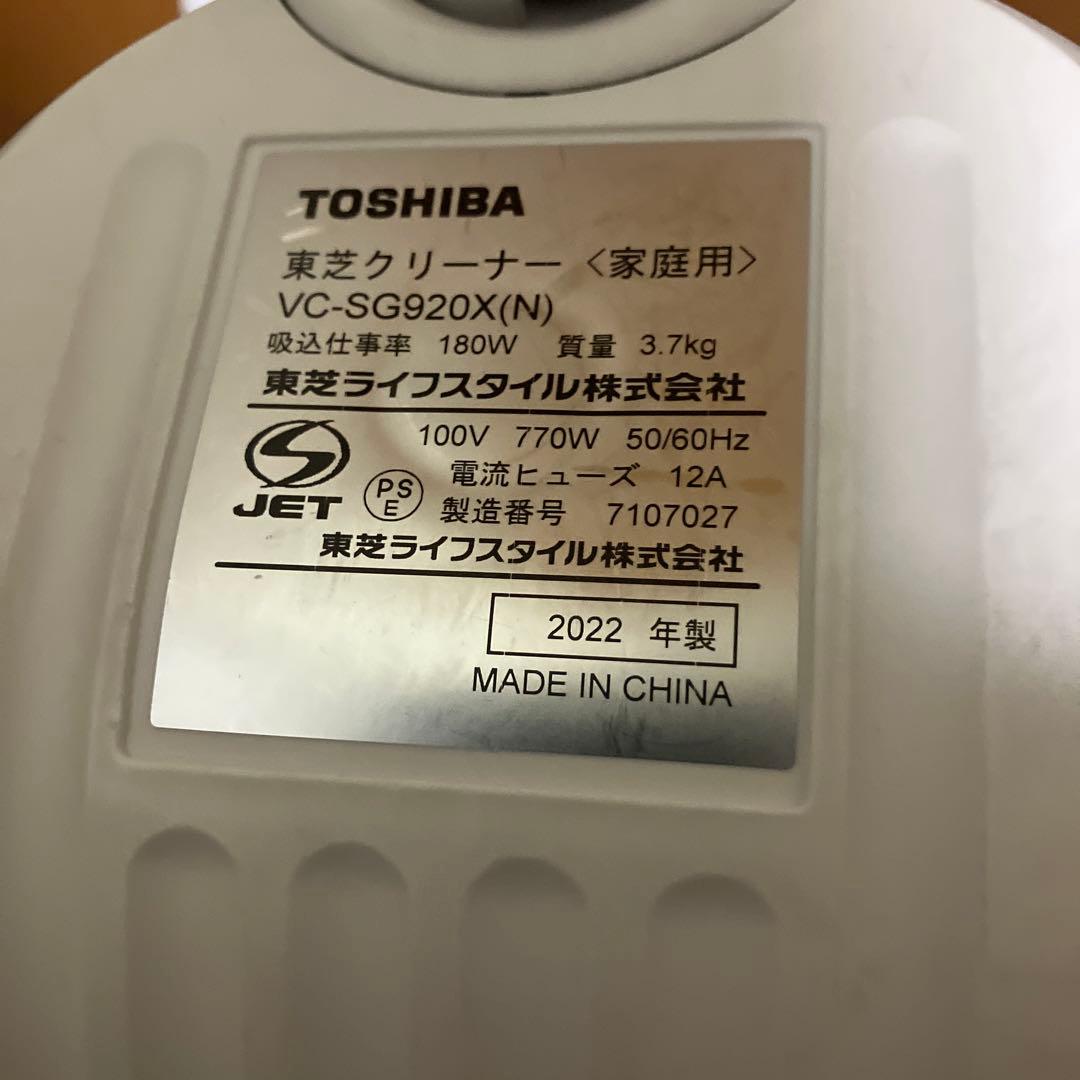 TOSHIBA
東芝クリーナー〈家庭用〉
VC-SG920X(N)
吸込仕事率 180W 質量 3.7kg
東芝ライフスタイル株式会社
100V 770W 50/60Hz
電流ヒューズ 12A
JET PSE 製造番号 7107027
東芝ライフスタイル株式会社
2022 年製
MADE IN CHINA